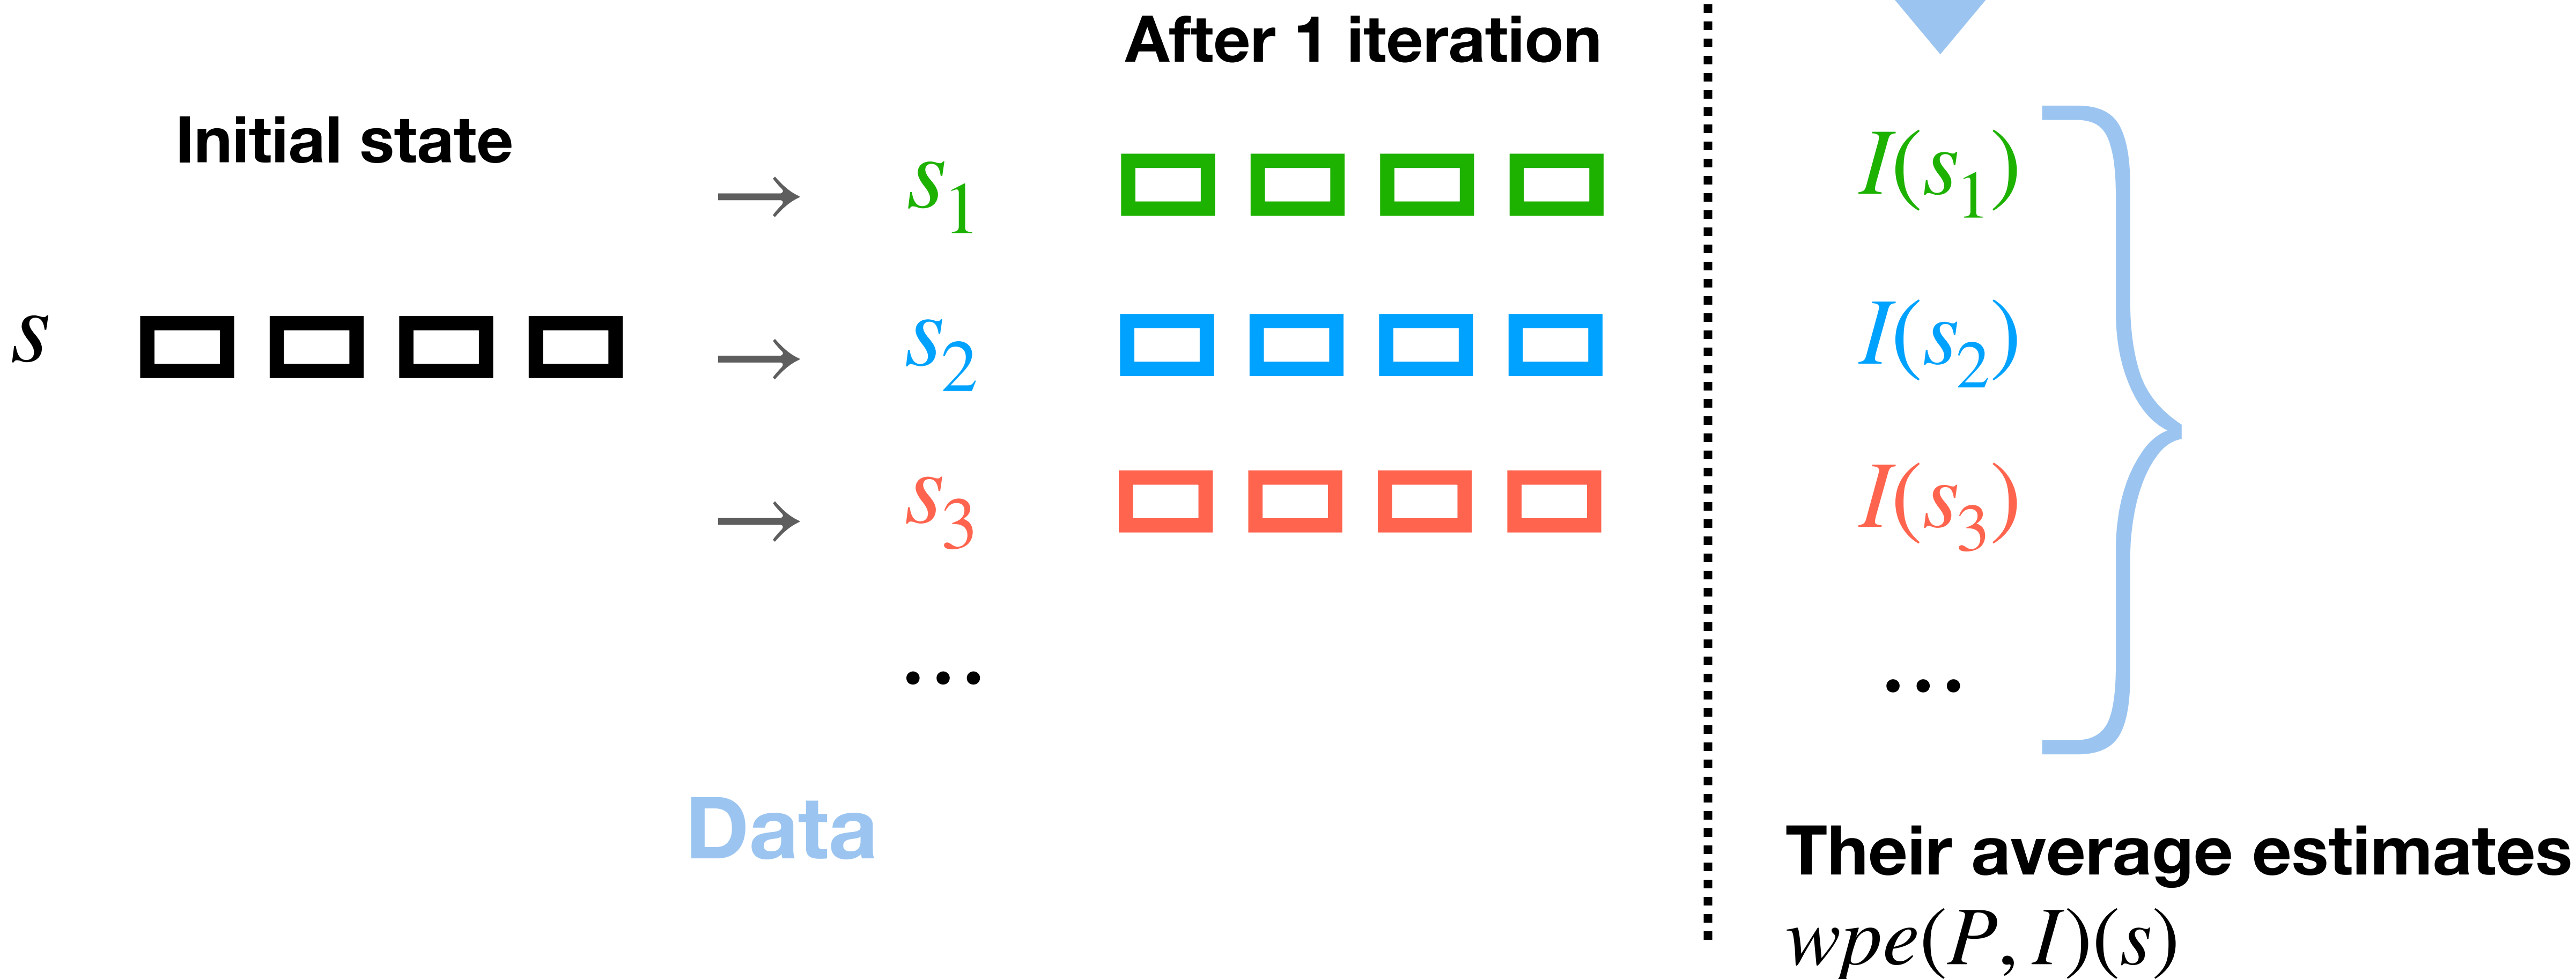 After 1 iteration
Initial state
→ s₁ I(s₁)
s → s₂ I(s₂)
→ s₃ I(s₃)
... ...
Data
Their average estimates
wpe(P, I)(s)